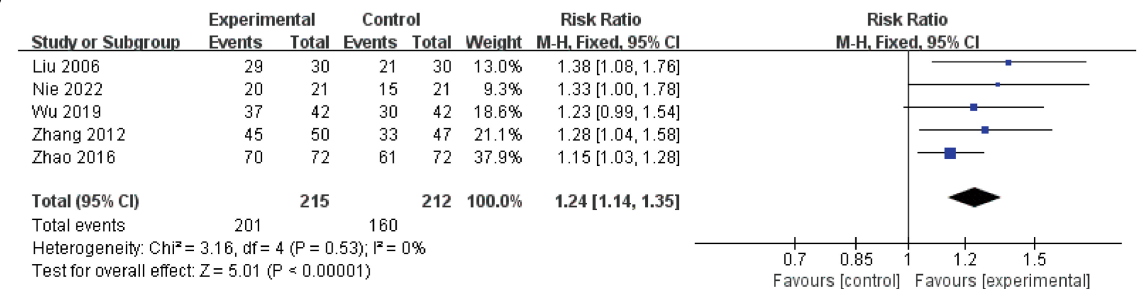 Experimental Control Risk Ratio Risk Ratio
Study or Subgroup Events Total Events Total Weight M-H, Fixed, 95% CI M-H, Fixed, 95% CI
Liu 2006 29 30 21 30 13.0% 1.38 [1.08, 1.76]
Nie 2022 20 21 15 21 9.3% 1.33 [1.00, 1.78]
Wu 2019 37 42 30 42 18.6% 1.23 [0.99, 1.54]
Zhang 2012 45 50 33 47 21.1% 1.28 [1.04, 1.58]
Zhao 2016 70 72 61 72 37.9% 1.15 [1.03, 1.28]
Total (95% CI) 215 212 100.0% 1.24 [1.14, 1.35]
Total events 201 160
Heterogeneity: Chi² = 3.16, df = 4 (P = 0.53); I² = 0%
Test for overall effect: Z = 5.01 (P < 0.00001)
0.7 0.85 1 1.2 1.5
Favours [control] Favours [experimental]